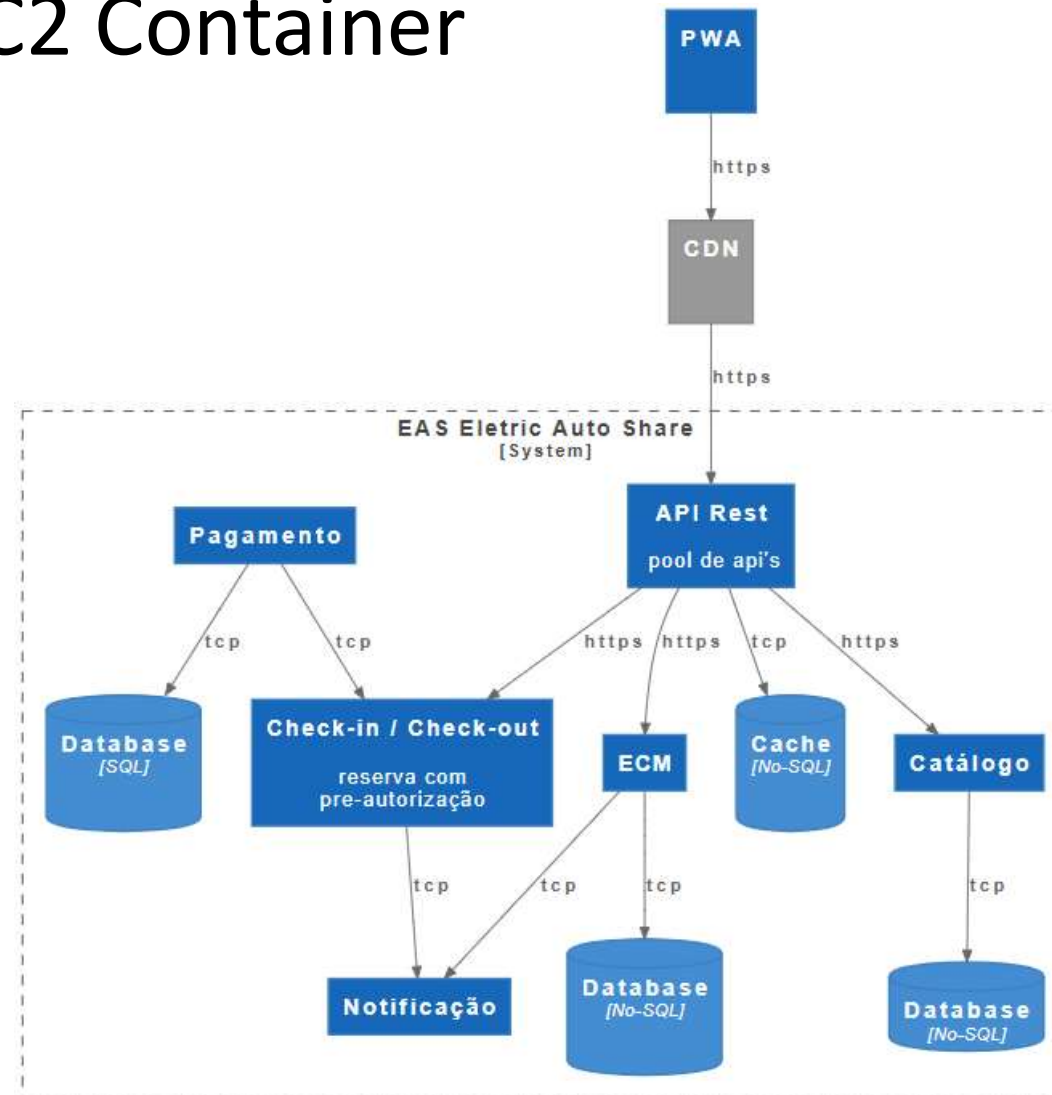 C2 Container
PWA
https
CDN
https
EAS Eletric Auto Share
[System]
API Rest
pool de api's
Pagamento
tcp
tcp
https
https
tcp
https
Database
[SQL]
Check-in / Check-out
reserva com
pre-autorização
ECM
Cache
[No-SQL]
Catálogo
tcp
tcp
tcp
tcp
Notificação
Database
[No-SQL]
Database
[No-SQL]